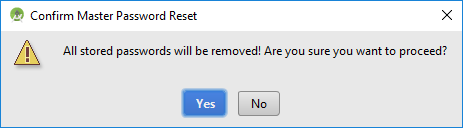 Confirm Master Password Reset
All stored passwords will be removed! Are you sure you want to proceed?
Yes No